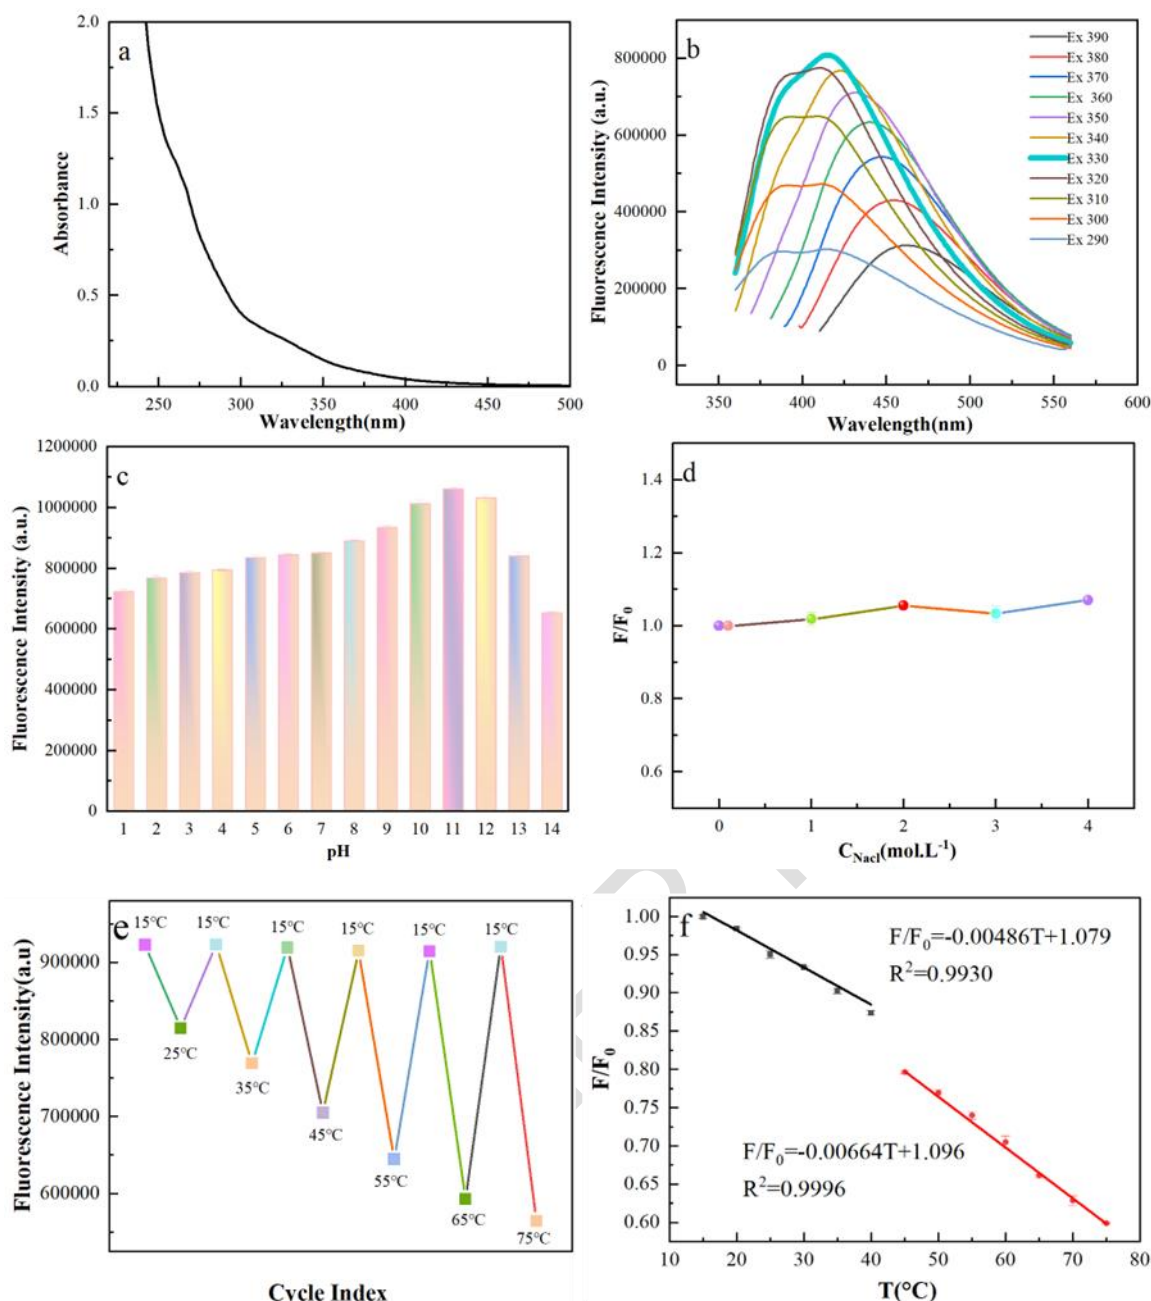 a
2.0
1.5
1.0
0.5
0.0
Absorbance
250 300 350 400 450 500
Wavelength(nm)
b
800000
600000
400000
200000
0
Fluorescence Intensity (a.u.)
Ex 390
Ex 380
Ex 370
Ex 360
Ex 350
Ex 340
Ex 330
Ex 320
Ex 310
Ex 300
Ex 290
350 400 450 500 550 600
Wavelength(nm)
c
1200000
1000000
800000
600000
400000
200000
0
Fluorescence Intensity (a.u.)
1 2 3 4 5 6 7 8 9 10 11 12 13 14
pH
d
1.4
1.2
1.0
0.8
0.6
F/F₀
0 1 2 3 4
C_Nacl(mol.L⁻¹)
e
15°C 15°C 15°C 15°C 15°C 15°C
900000
800000
700000
600000
Fluorescence Intensity(a.u)
25°C
35°C
45°C
55°C
65°C
75°C
Cycle Index
f
1.00
0.95
0.90
0.85
0.80
0.75
0.70
0.65
0.60
F/F₀
F/F₀=-0.00486T+1.079
R²=0.9930
F/F₀=-0.00664T+1.096
R²=0.9996
10 20 30 40 50 60 70 80
T(°C)